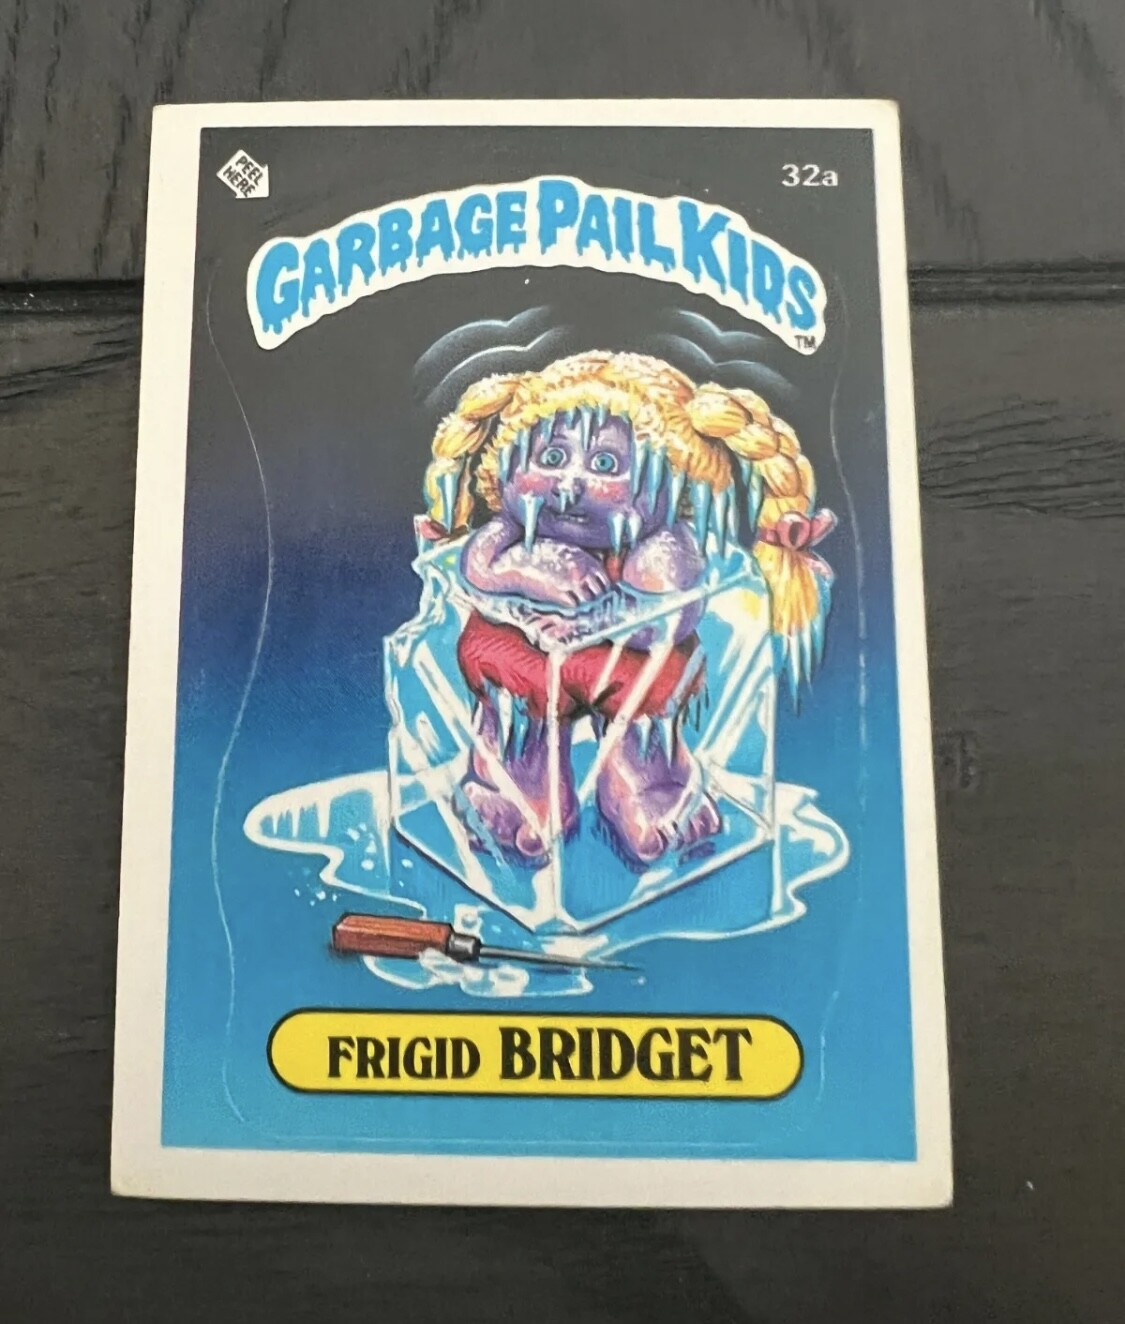 PEEL
HERE
32a
GARBAGE PAIL KIDS
TM
FRIGID BRIDGET